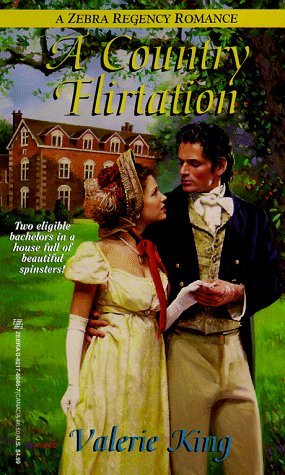 A ZEBRA REGENCY ROMANCE
A Country
Flirtation
Two eligible
bachelors in a
house full of
beautiful
spinsters!
Valerie King